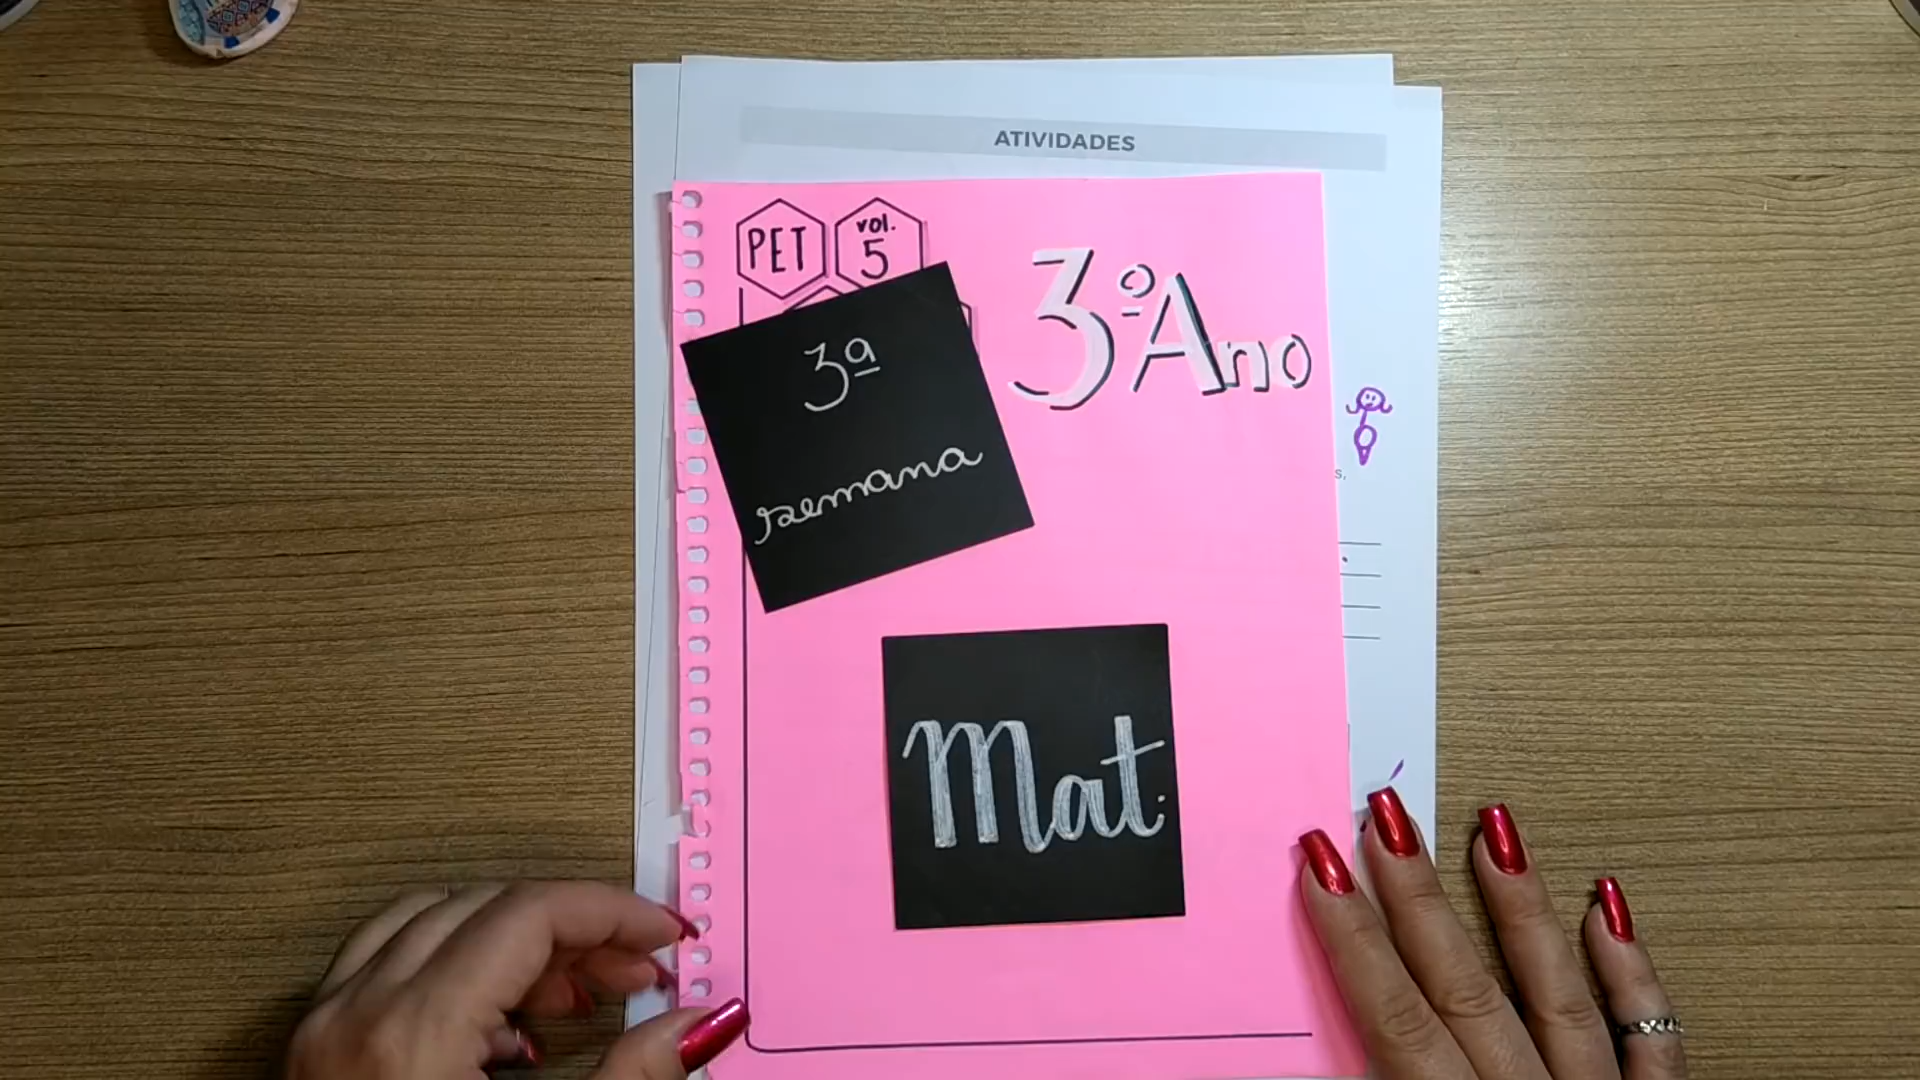 ATIVIDADES
PET
vol.
5
3º Ano
3ª
semana
Mat.
s,